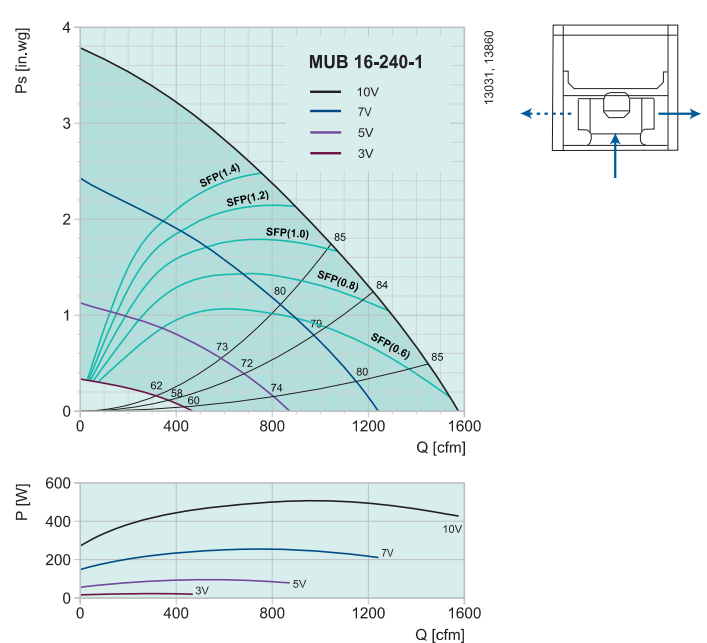 Ps [in.wg]
4
3
2
1
0
MUB 16-240-1
10V
7V
5V
3V
SFP(1.4)
SFP(1.2)
SFP(1.0)
SFP(0.8)
SFP(0.6)
85
84
85
80
79
80
73
72
74
62
58
60
0
400
800
1200
1600
Q [cfm]
13031, 13860
P [W]
600
400
200
0
10V
7V
5V
3V
0
400
800
1200
1600
Q [cfm]